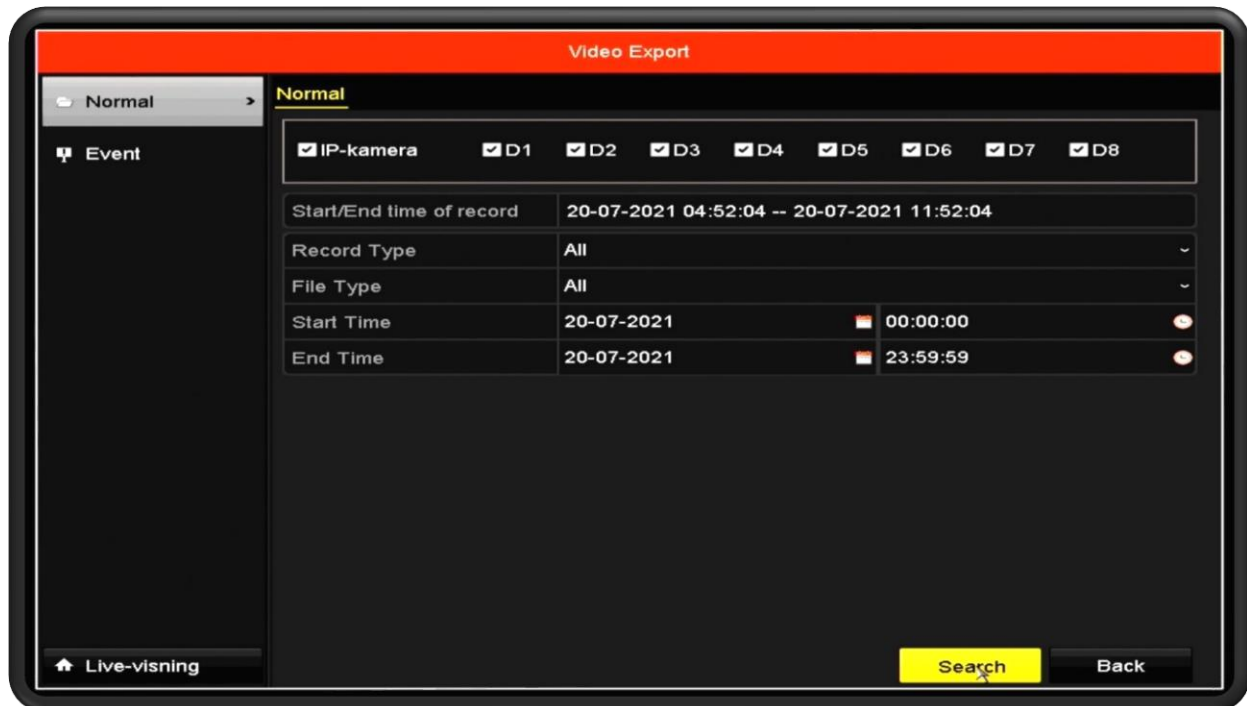 Video Export
Normal
Event
Live-visning
Normal
IP-kamera D1 D2 D3 D4 D5 D6 D7 D8
Start/End time of record 20-07-2021 04:52:04 -- 20-07-2021 11:52:04
Record Type All
File Type All
Start Time 20-07-2021 00:00:00
End Time 20-07-2021 23:59:59
Search Back